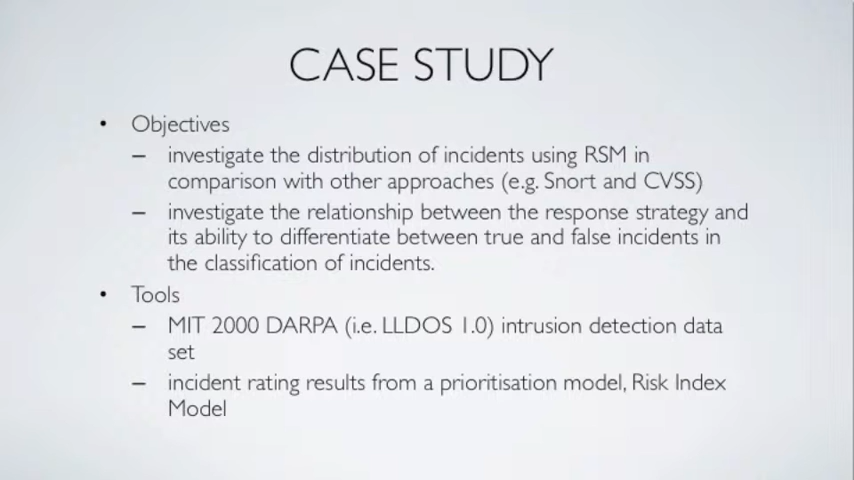 CASE STUDY
• Objectives
– investigate the distribution of incidents using RSM in
comparison with other approaches (e.g. Snort and CVSS)
– investigate the relationship between the response strategy and
its ability to differentiate between true and false incidents in
the classification of incidents.
• Tools
– MIT 2000 DARPA (i.e. LLDOS 1.0) intrusion detection data
set
– incident rating results from a prioritisation model, Risk Index
Model